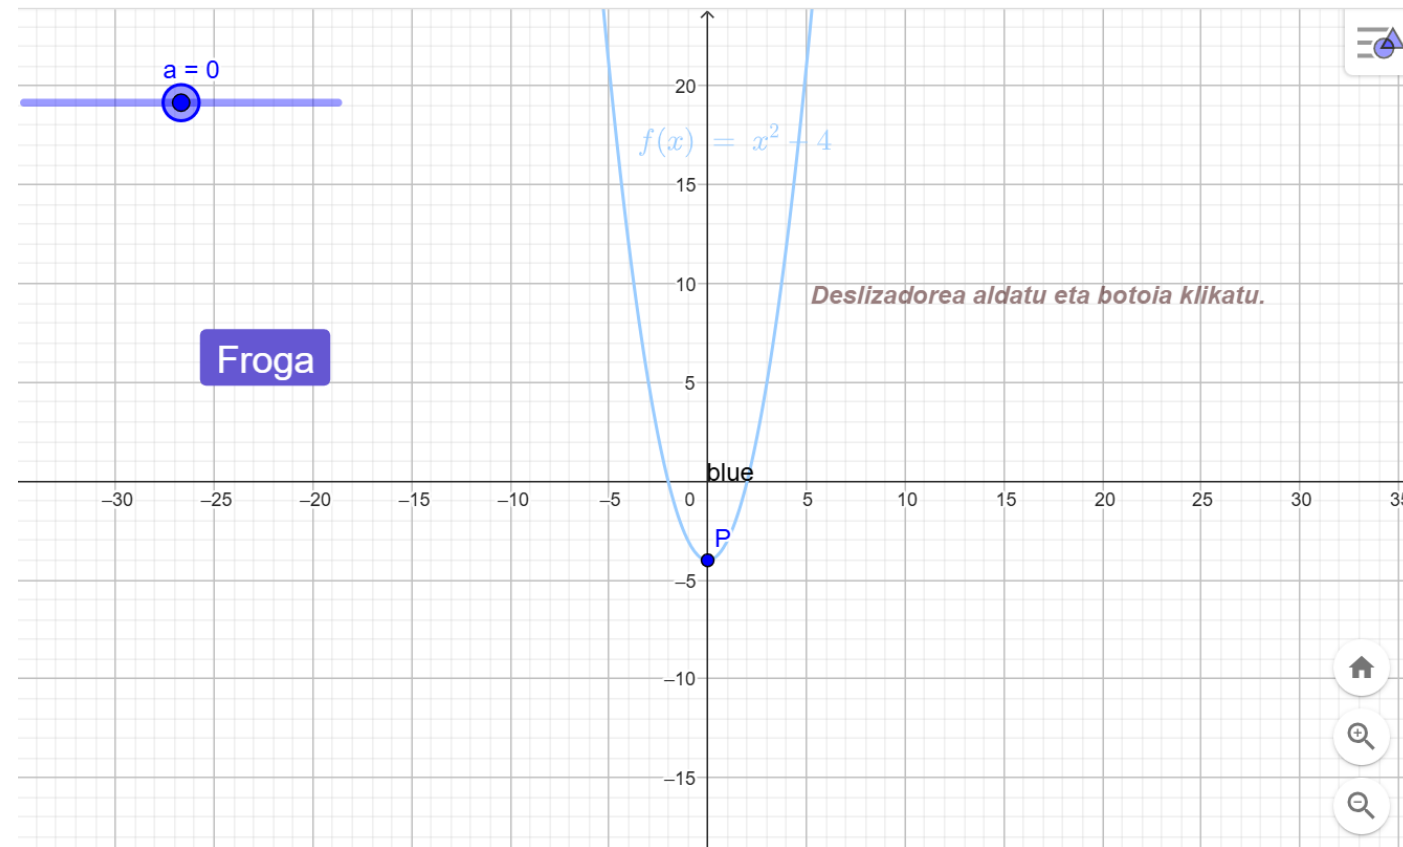 a = 0
20
f(x) = x² − 4
15
10
Deslizadorea aldatu eta botoia klikatu.
Froga
5
blue
–30 –25 –20 –15 –10 –5 0 5 10 15 20 25 30 35
P
–5
–10
–15